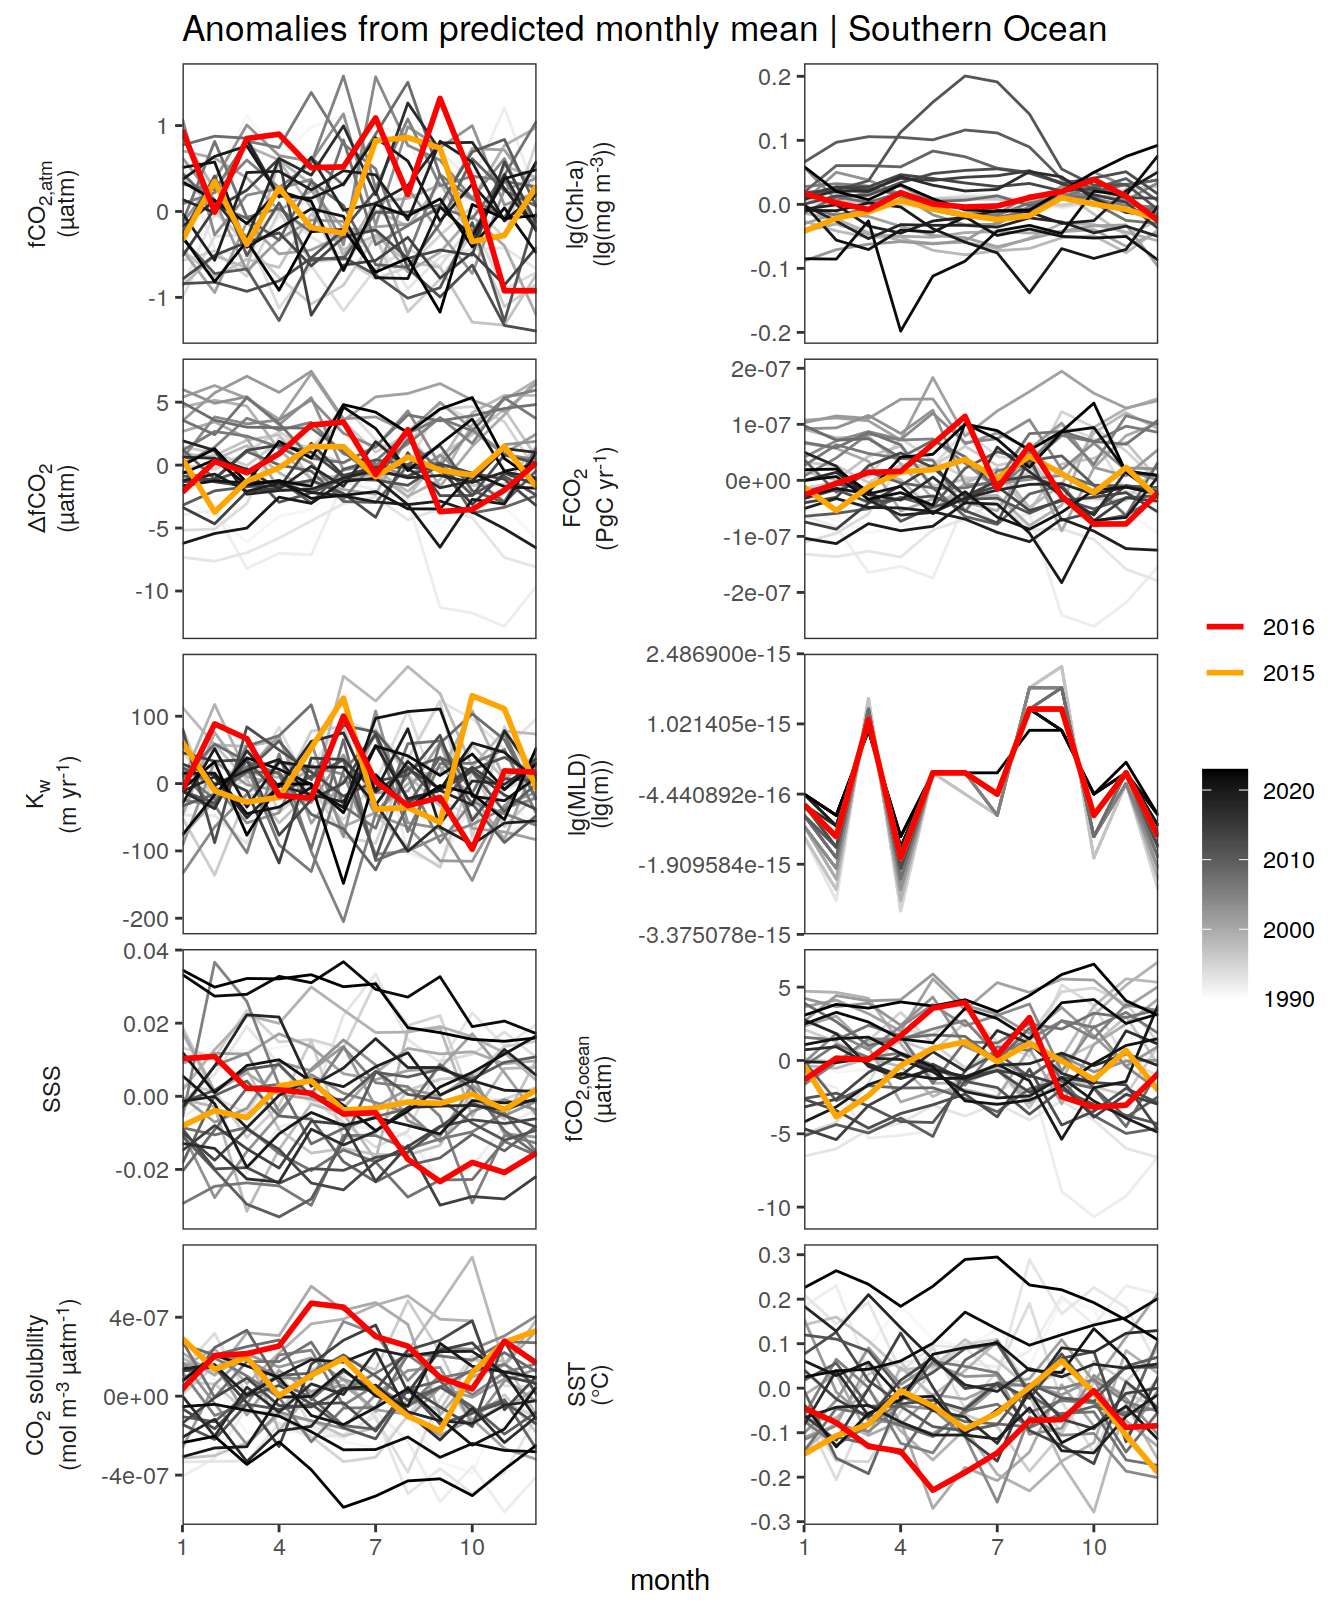 Anomalies from predicted monthly mean | Southern Ocean
fCO2,atm
(µatm)
1
0
-1
lg(Chl-a)
(lg(mg m-3))
0.2
0.1
0.0
-0.1
-0.2
ΔfCO2
(µatm)
5
0
-5
-10
FCO2
(PgC yr-1)
2e-07
1e-07
0e+00
-1e-07
-2e-07
Kw
(m yr-1)
100
0
-100
-200
lg(MLD)
(lg(m))
2.486900e-15
1.021405e-15
-4.440892e-16
-1.909584e-15
-3.375078e-15
SSS
0.04
0.02
0.00
-0.02
fCO2,ocean
(µatm)
5
0
-5
-10
CO2 solubility
(mol m-3 µatm-1)
4e-07
0e+00
-4e-07
SST
(°C)
0.3
0.2
0.1
0.0
-0.1
-0.2
-0.3
1 4 7 10
1 4 7 10
month
2016
2015
2020
2010
2000
1990